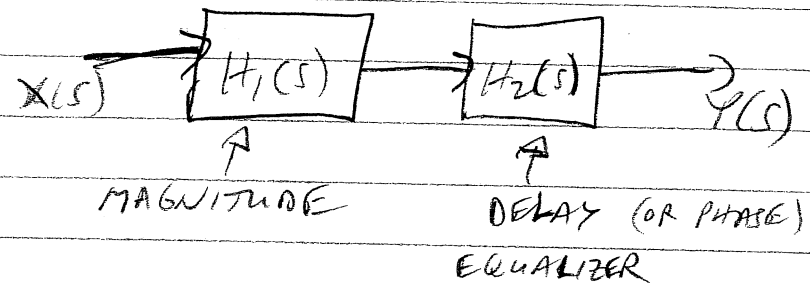 X(s) H₁(s) H₂(s) Y(s)
MAGNITUDE DELAY (OR PHASE)
EQUALIZER